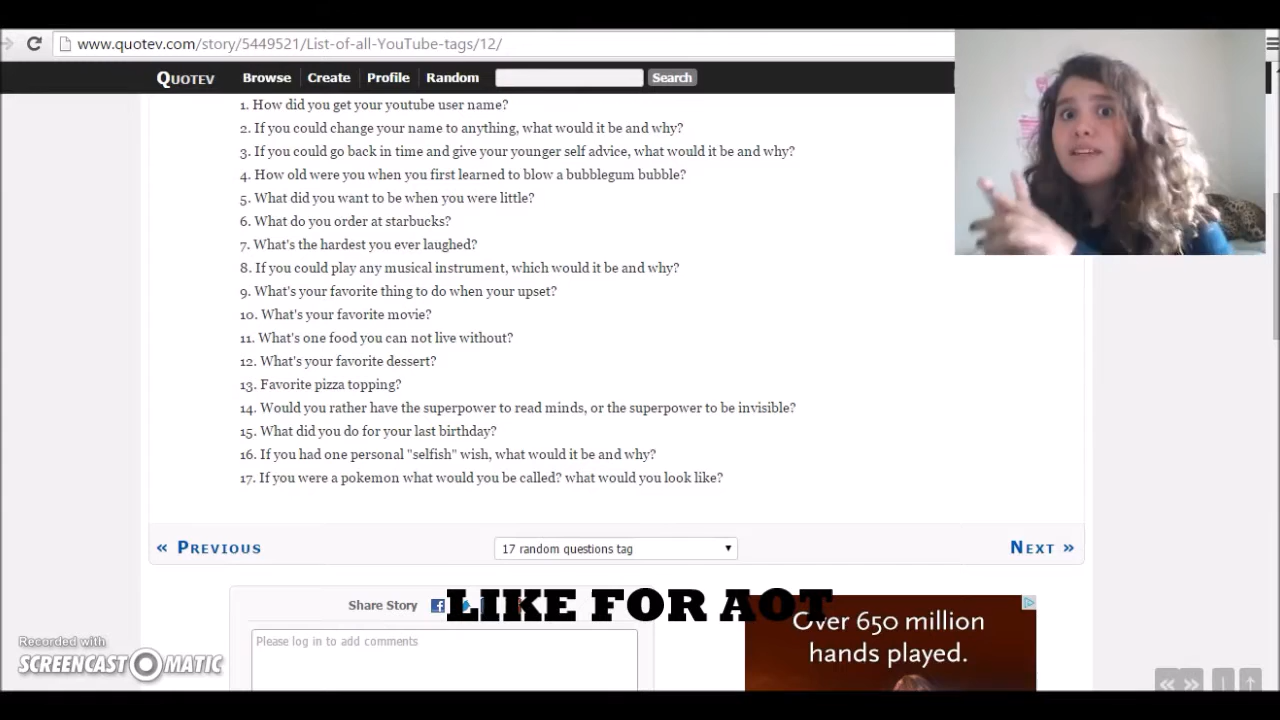 www.quotev.com/story/5449521/List-of-all-YouTube-tags/12/
QUOTEV Browse Create Profile Random Search
1. How did you get your youtube user name?
2. If you could change your name to anything, what would it be and why?
3. If you could go back in time and give your younger self advice, what would it be and why?
4. How old were you when you first learned to blow a bubblegum bubble?
5. What did you want to be when you were little?
6. What do you order at starbucks?
7. What's the hardest you ever laughed?
8. If you could play any musical instrument, which would it be and why?
9. What's your favorite thing to do when your upset?
10. What's your favorite movie?
11. What's one food you can not live without?
12. What's your favorite dessert?
13. Favorite pizza topping?
14. Would you rather have the superpower to read minds, or the superpower to be invisible?
15. What did you do for your last birthday?
16. If you had one personal "selfish" wish, what would it be and why?
17. If you were a pokemon what would you be called? what would you look like?
« PREVIOUS 17 random questions tag NEXT »
Share Story
LIKE FOR AOT
Please log in to add comments
Over 650 million
hands played.
Recorded with
SCREENCAST-O-MATIC